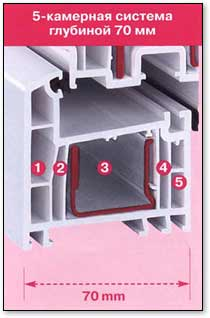 5-камерная система
глубиной 70 мм
1 2 3 4 5
70 mm